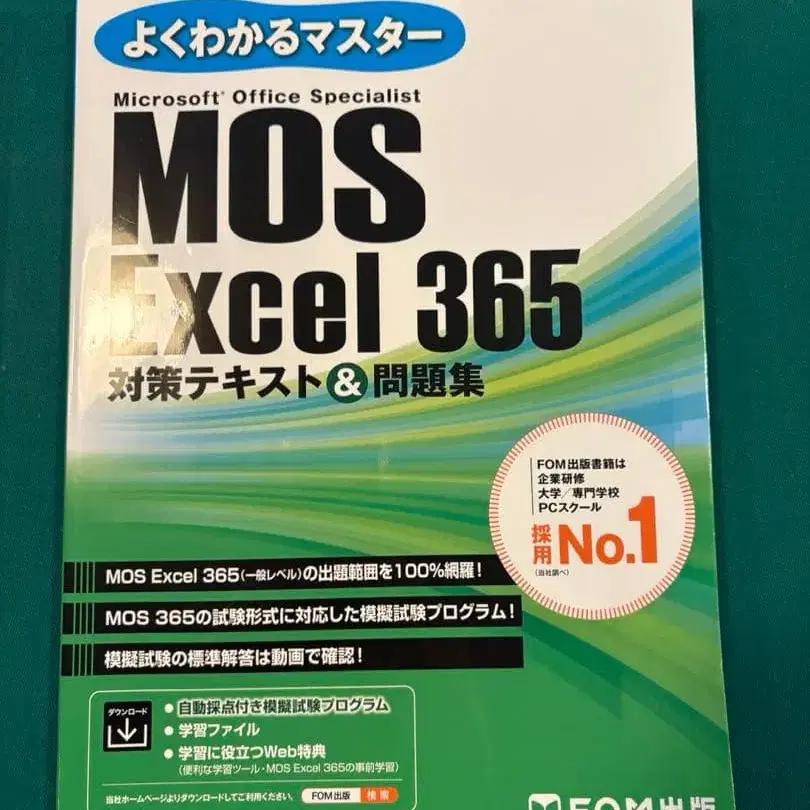 よくわかるマスター
Microsoft® Office Specialist
MOS
Excel 365
対策テキスト&問題集
FOM出版書籍は
企業研修
大学／専門学校
PCスクール
採用 No.1
(当社調べ)
MOS Excel 365(一般レベル)の出題範囲を100%網羅!
MOS 365の試験形式に対応した模擬試験プログラム!
模擬試験の標準解答は動画で確認!
ダウンロード
● 自動採点付き模擬試験プログラム
● 学習ファイル
● 学習に役立つWeb特典
(便利な学習ツール・MOS Excel 365の事前学習)
当社ホームページよりダウンロードしてご利用ください。 FOM出版 検索
FOM出版